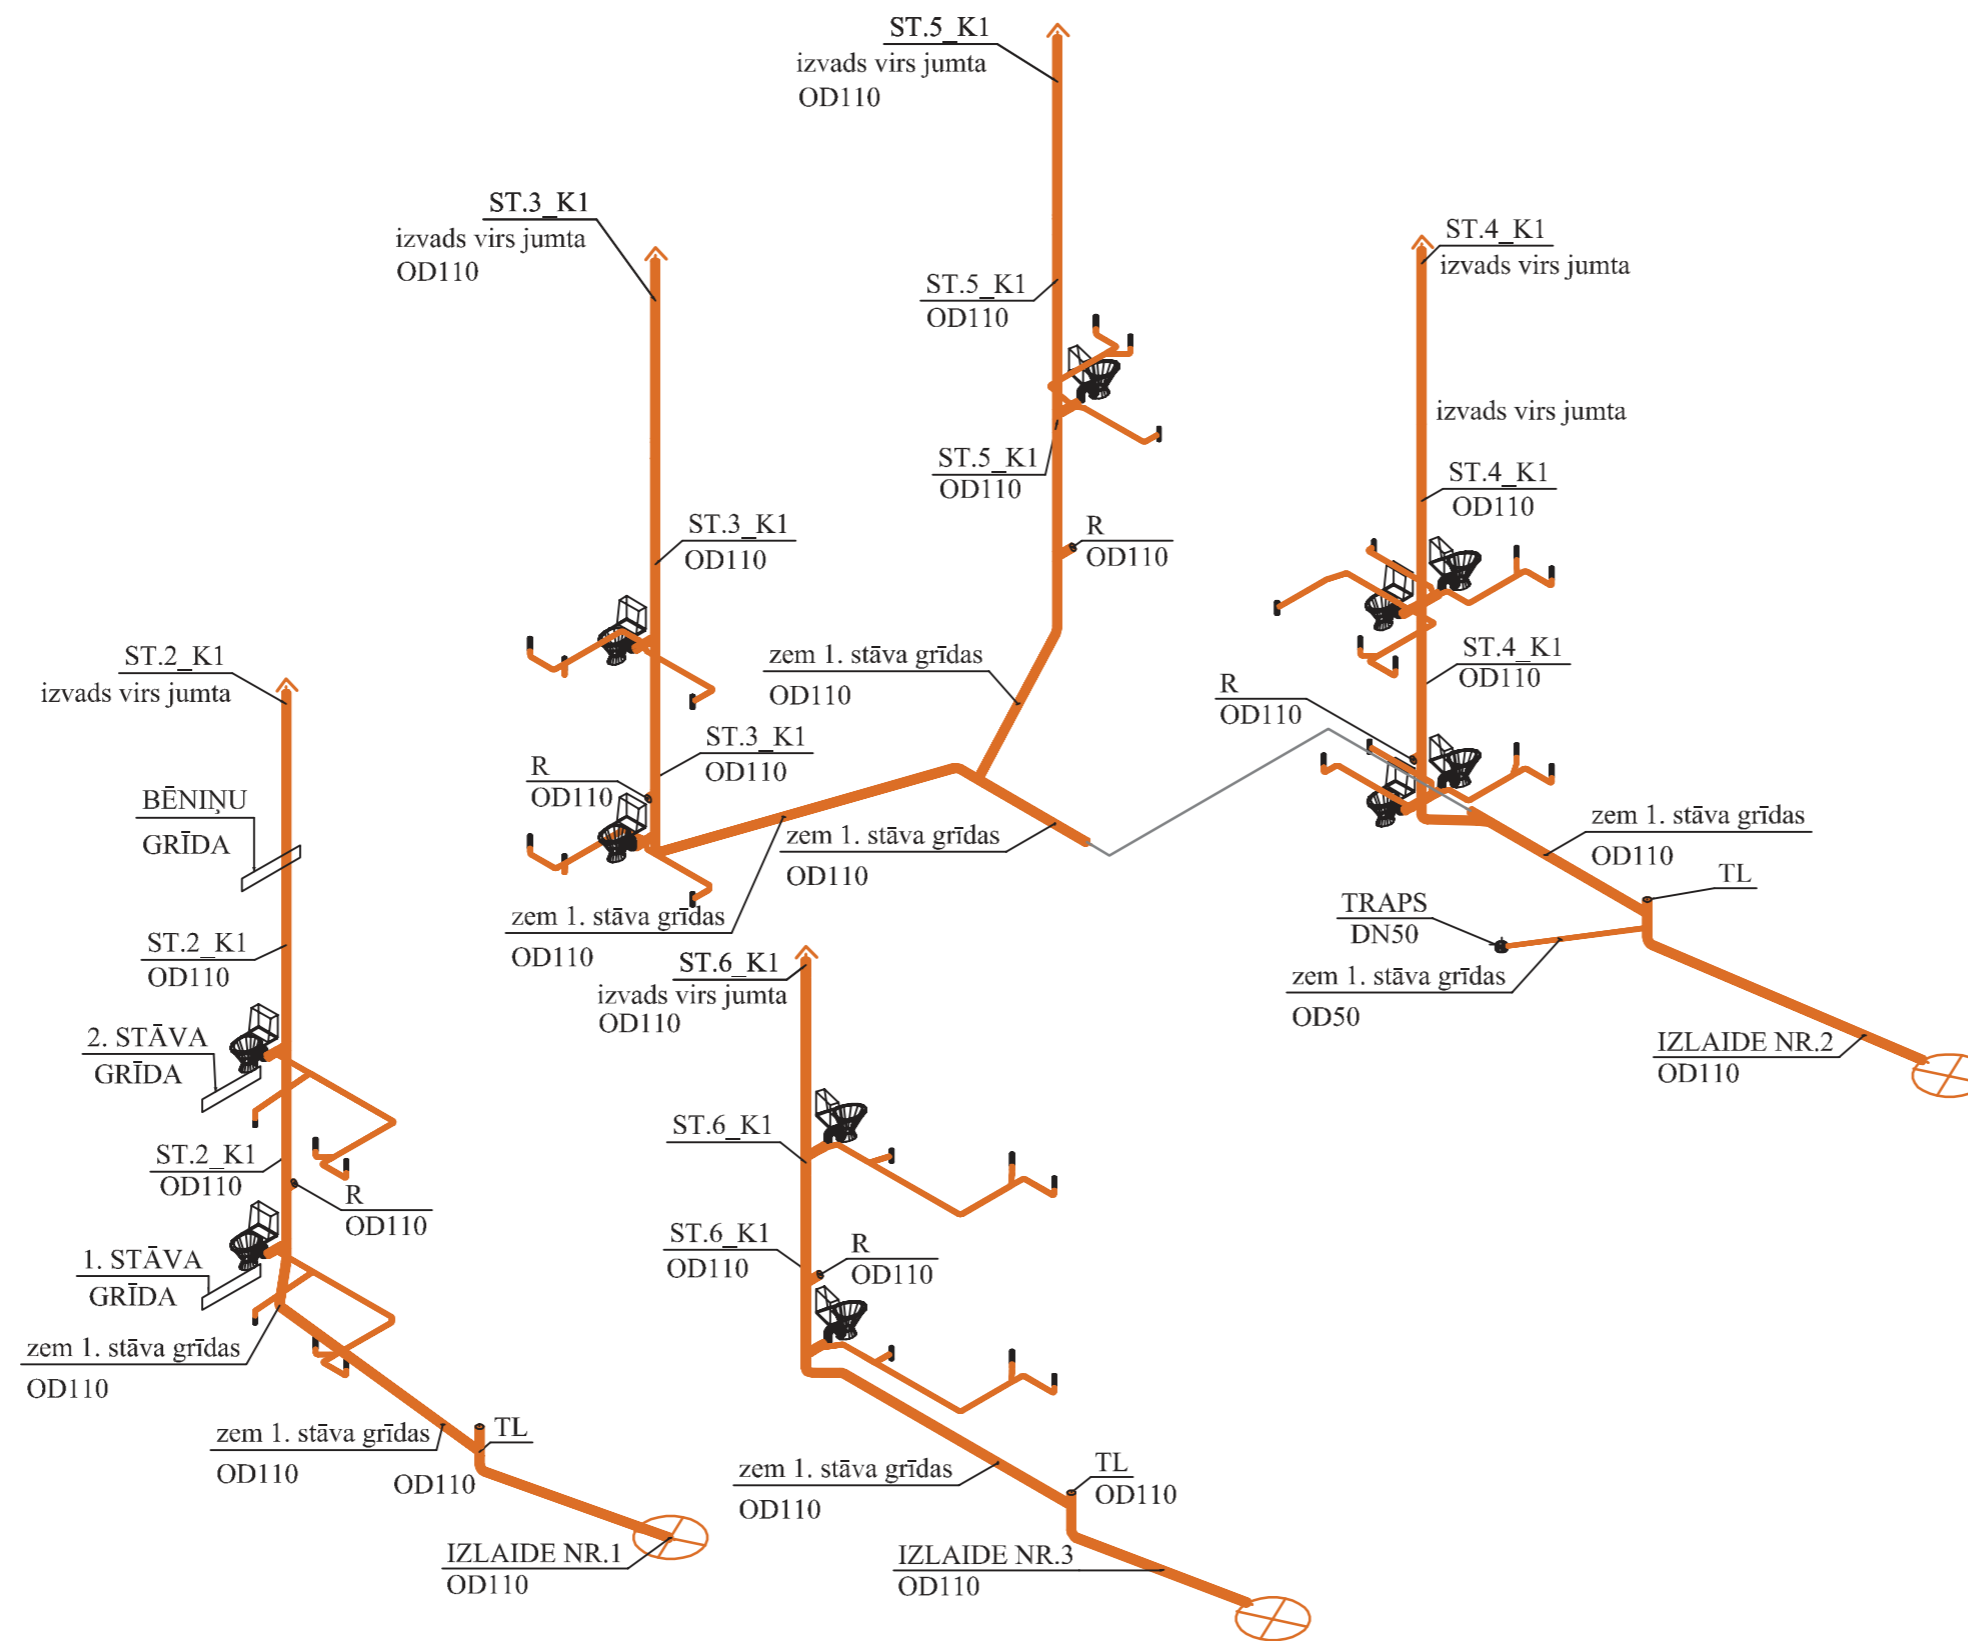 ST.5_K1
izvads virs jumta
OD110
ST.3_K1
izvads virs jumta
OD110
ST.4_K1
izvads virs jumta
ST.5_K1
OD110
izvads virs jumta
ST.5_K1
OD110
ST.4_K1
OD110
ST.3_K1
OD110
R
OD110
ST.2_K1
izvads virs jumta
zem 1. stāva grīdas
OD110
ST.4_K1
OD110
R
OD110
ST.3_K1
OD110
R
OD110
BĒNIŅU
GRĪDA
zem 1. stāva grīdas
OD110
zem 1. stāva grīdas
OD110
TL
TRAPS
DN50
zem 1. stāva grīdas
OD110
ST.2_K1
OD110
ST.6_K1
izvads virs jumta
OD110
zem 1. stāva grīdas
OD50
2. STĀVA
GRĪDA
IZLAIDE NR.2
OD110
ST.6_K1
ST.2_K1
OD110
R
OD110
ST.6_K1
OD110
R
OD110
1. STĀVA
GRĪDA
zem 1. stāva grīdas
OD110
zem 1. stāva grīdas
OD110
TL
OD110
zem 1. stāva grīdas
OD110
TL
OD110
IZLAIDE NR.1
OD110
IZLAIDE NR.3
OD110